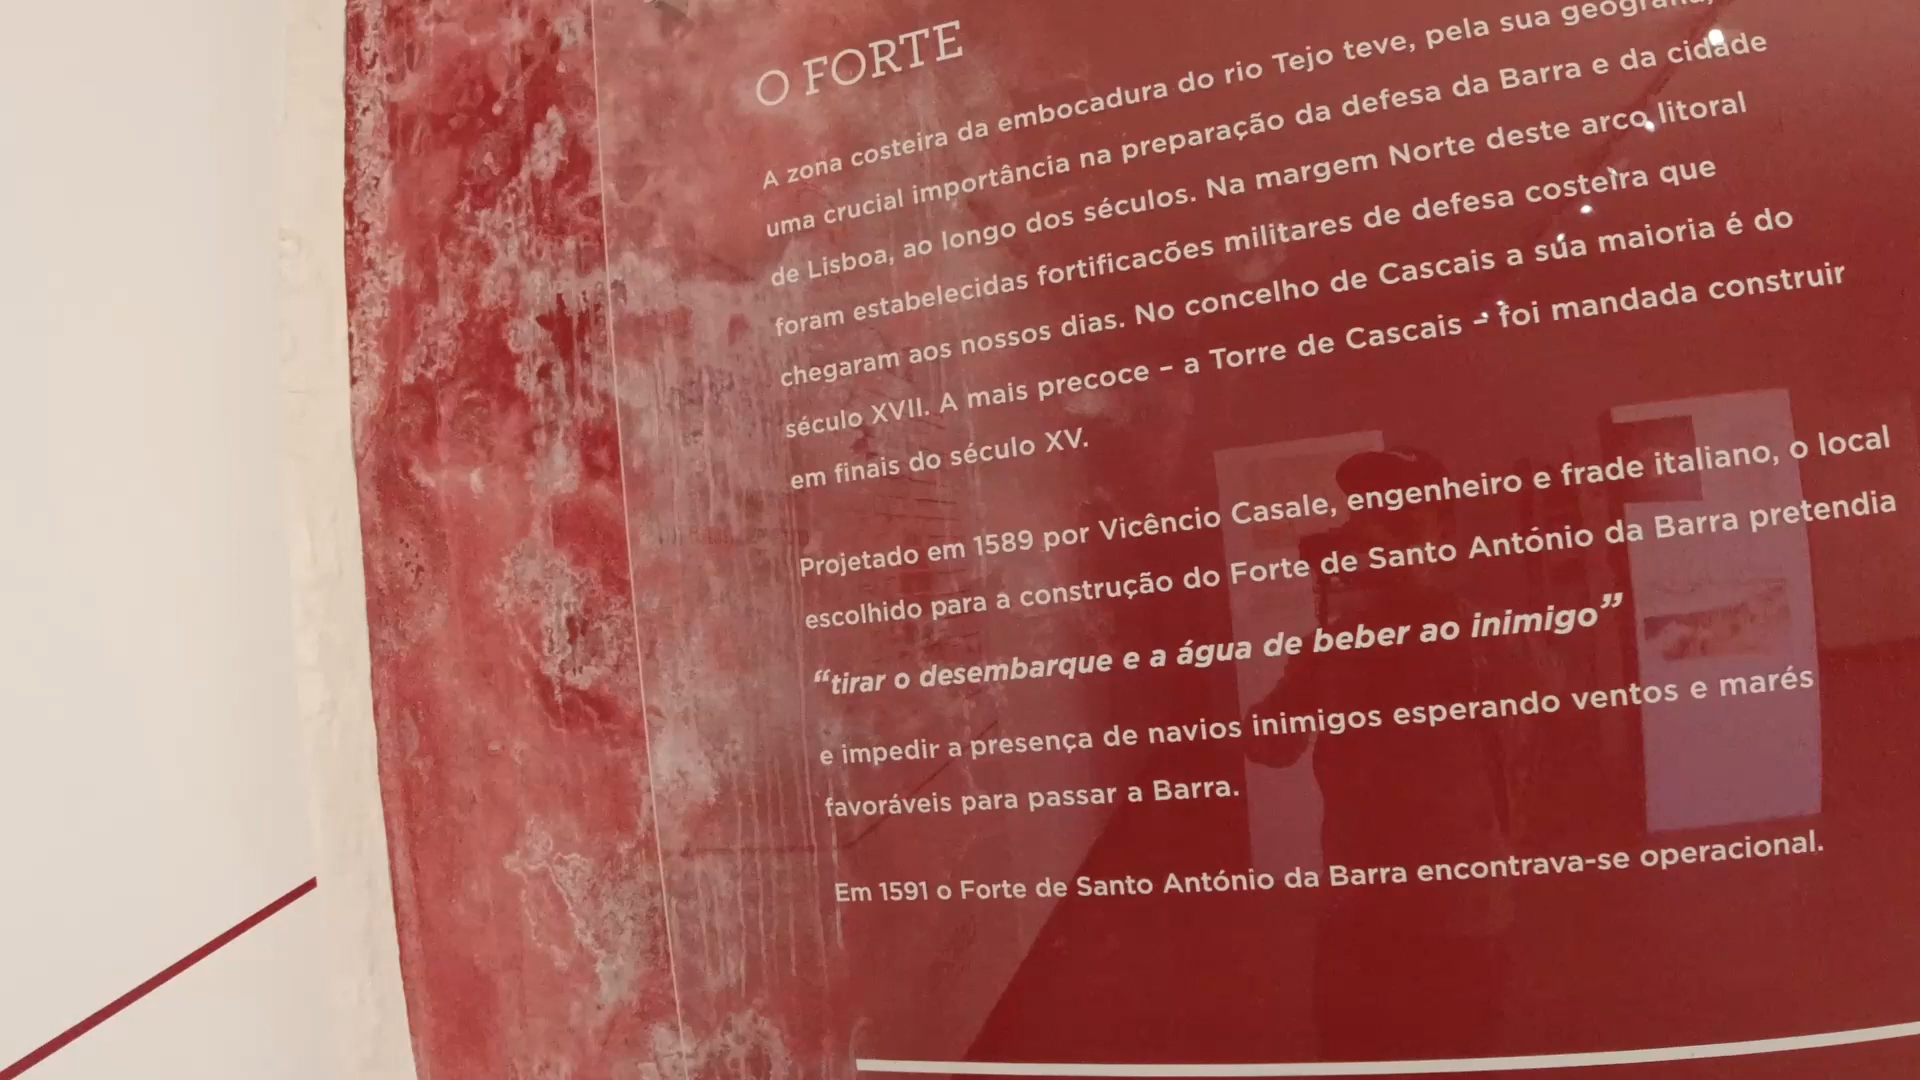 O FORTE
A zona costeira da embocadura do rio Tejo teve, pela sua
uma crucial importância na preparação da defesa da Barra e da cidade
de Lisboa, ao longo dos séculos. Na margem Norte deste arco litoral
foram estabelecidas fortificacões militares de defesa costeira que
chegaram aos nossos dias. No concelho de Cascais a sua maioria é do
século XVII. A mais precoce – a Torre de Cascais – foi mandada construir
em finais do século XV.
Projetado em 1589 por Vicêncio Casale, engenheiro e frade italiano, o local
escolhido para a construção do Forte de Santo António da Barra pretendia
“tirar o desembarque e a água de beber ao inimigo”
e impedir a presença de navios inimigos esperando ventos e marés
favoráveis para passar a Barra.
Em 1591 o Forte de Santo António da Barra encontrava-se operacional.